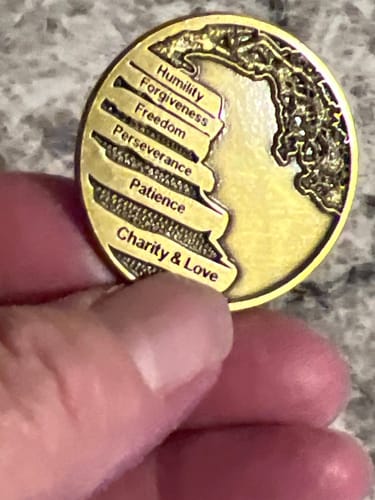 Humility
Forgiveness
Freedom
Perseverance
Patience
Charity & Love